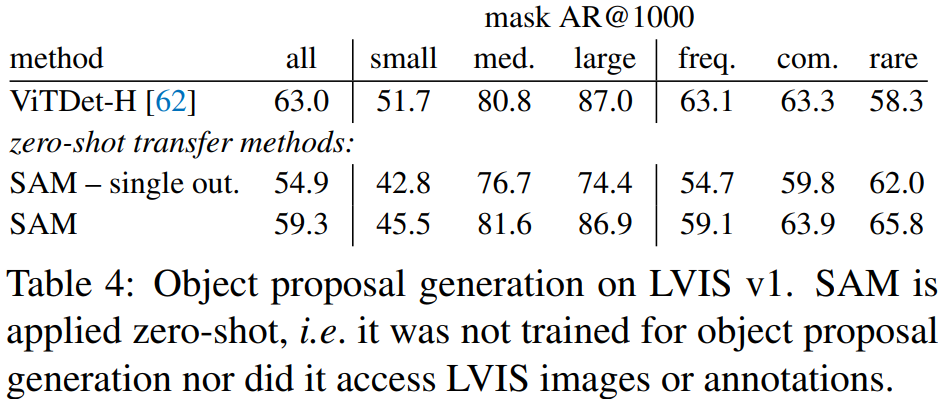 mask AR@1000
method all small med. large freq. com. rare
ViTDet-H [62] 63.0 51.7 80.8 87.0 63.1 63.3 58.3
zero-shot transfer methods:
SAM – single out. 54.9 42.8 76.7 74.4 54.7 59.8 62.0
SAM 59.3 45.5 81.6 86.9 59.1 63.9 65.8
Table 4: Object proposal generation on LVIS v1. SAM is
applied zero-shot, i.e. it was not trained for object proposal
generation nor did it access LVIS images or annotations.